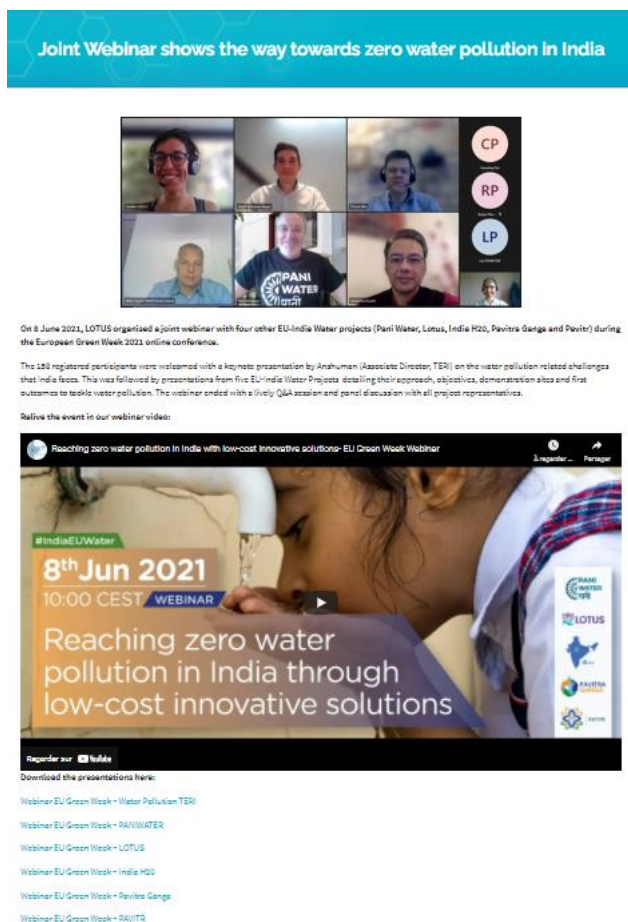 Joint Webinar shows the way towards zero water pollution in India
CP
RP
LP
PANI
WATER
पानी
On 8 June 2021, LOTUS organised a joint webinar with four other EU-India Water projects (Pani Water, Lotus, India H2O, Pavitra Ganga and Pavitr) during
the European Green Week 2021 online conference.
The 158 registered participants were welcomed with a keynote presentation by Anshuman (Associate Director, TERI) on the water pollution related challenges
that India faces. This was followed by presentations from five EU-India Water Projects detailing their approach, objectives, demonstration sites and first
outcomes to tackle water pollution. The webinar ended with a lively Q&A session and panel discussion with all project representatives.
Relive the event in our webinar video:
Reaching zero water pollution in India with low-cost innovative solutions- EU Green Week Webinar
À regarder ...
Partager
#IndiaEUWater
8th Jun 2021
10:00 CEST WEBINAR
Reaching zero water
pollution in India through
low-cost innovative solutions
PANI
WATER
पानी
LOTUS
PAVITRA
GANGA
PAVITR
Regarder sur YouTube
Download the presentations here:
Webinar EU Green Week - Water Pollution TERI
Webinar EU Green Week - PANIWATER
Webinar EU Green Week - LOTUS
Webinar EU Green Week - India H2O
Webinar EU Green Week - Pavitra Ganga
Webinar EU Green Week - PAVITR